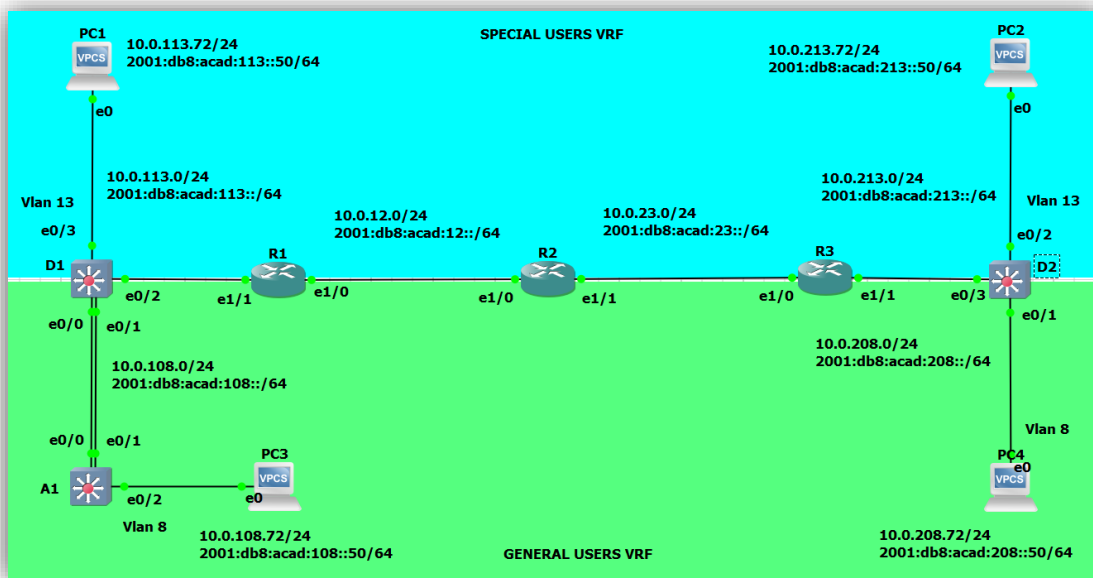 PC1
10.0.113.72/24
2001:db8:acad:113::50/64
VPCS
e0
SPECIAL USERS VRF
PC2
10.0.213.72/24
2001:db8:acad:213::50/64
VPCS
e0
10.0.113.0/24
2001:db8:acad:113::/64
Vlan 13
e0/3
10.0.213.0/24
2001:db8:acad:213::/64
Vlan 13
e0/2
10.0.12.0/24
2001:db8:acad:12::/64
10.0.23.0/24
2001:db8:acad:23::/64
D1
e0/2
e1/1
R1
e1/0
e1/0
R2
e1/1
e1/0
R3
e1/1
e0/3
D2
e0/0
e0/1
e0/1
10.0.108.0/24
2001:db8:acad:108::/64
10.0.208.0/24
2001:db8:acad:208::/64
e0/0
e0/1
A1
e0/2
Vlan 8
PC3
VPCS
e0
10.0.108.72/24
2001:db8:acad:108::50/64
Vlan 8
PC4
e0
VPCS
10.0.208.72/24
2001:db8:acad:208::50/64
GENERAL USERS VRF